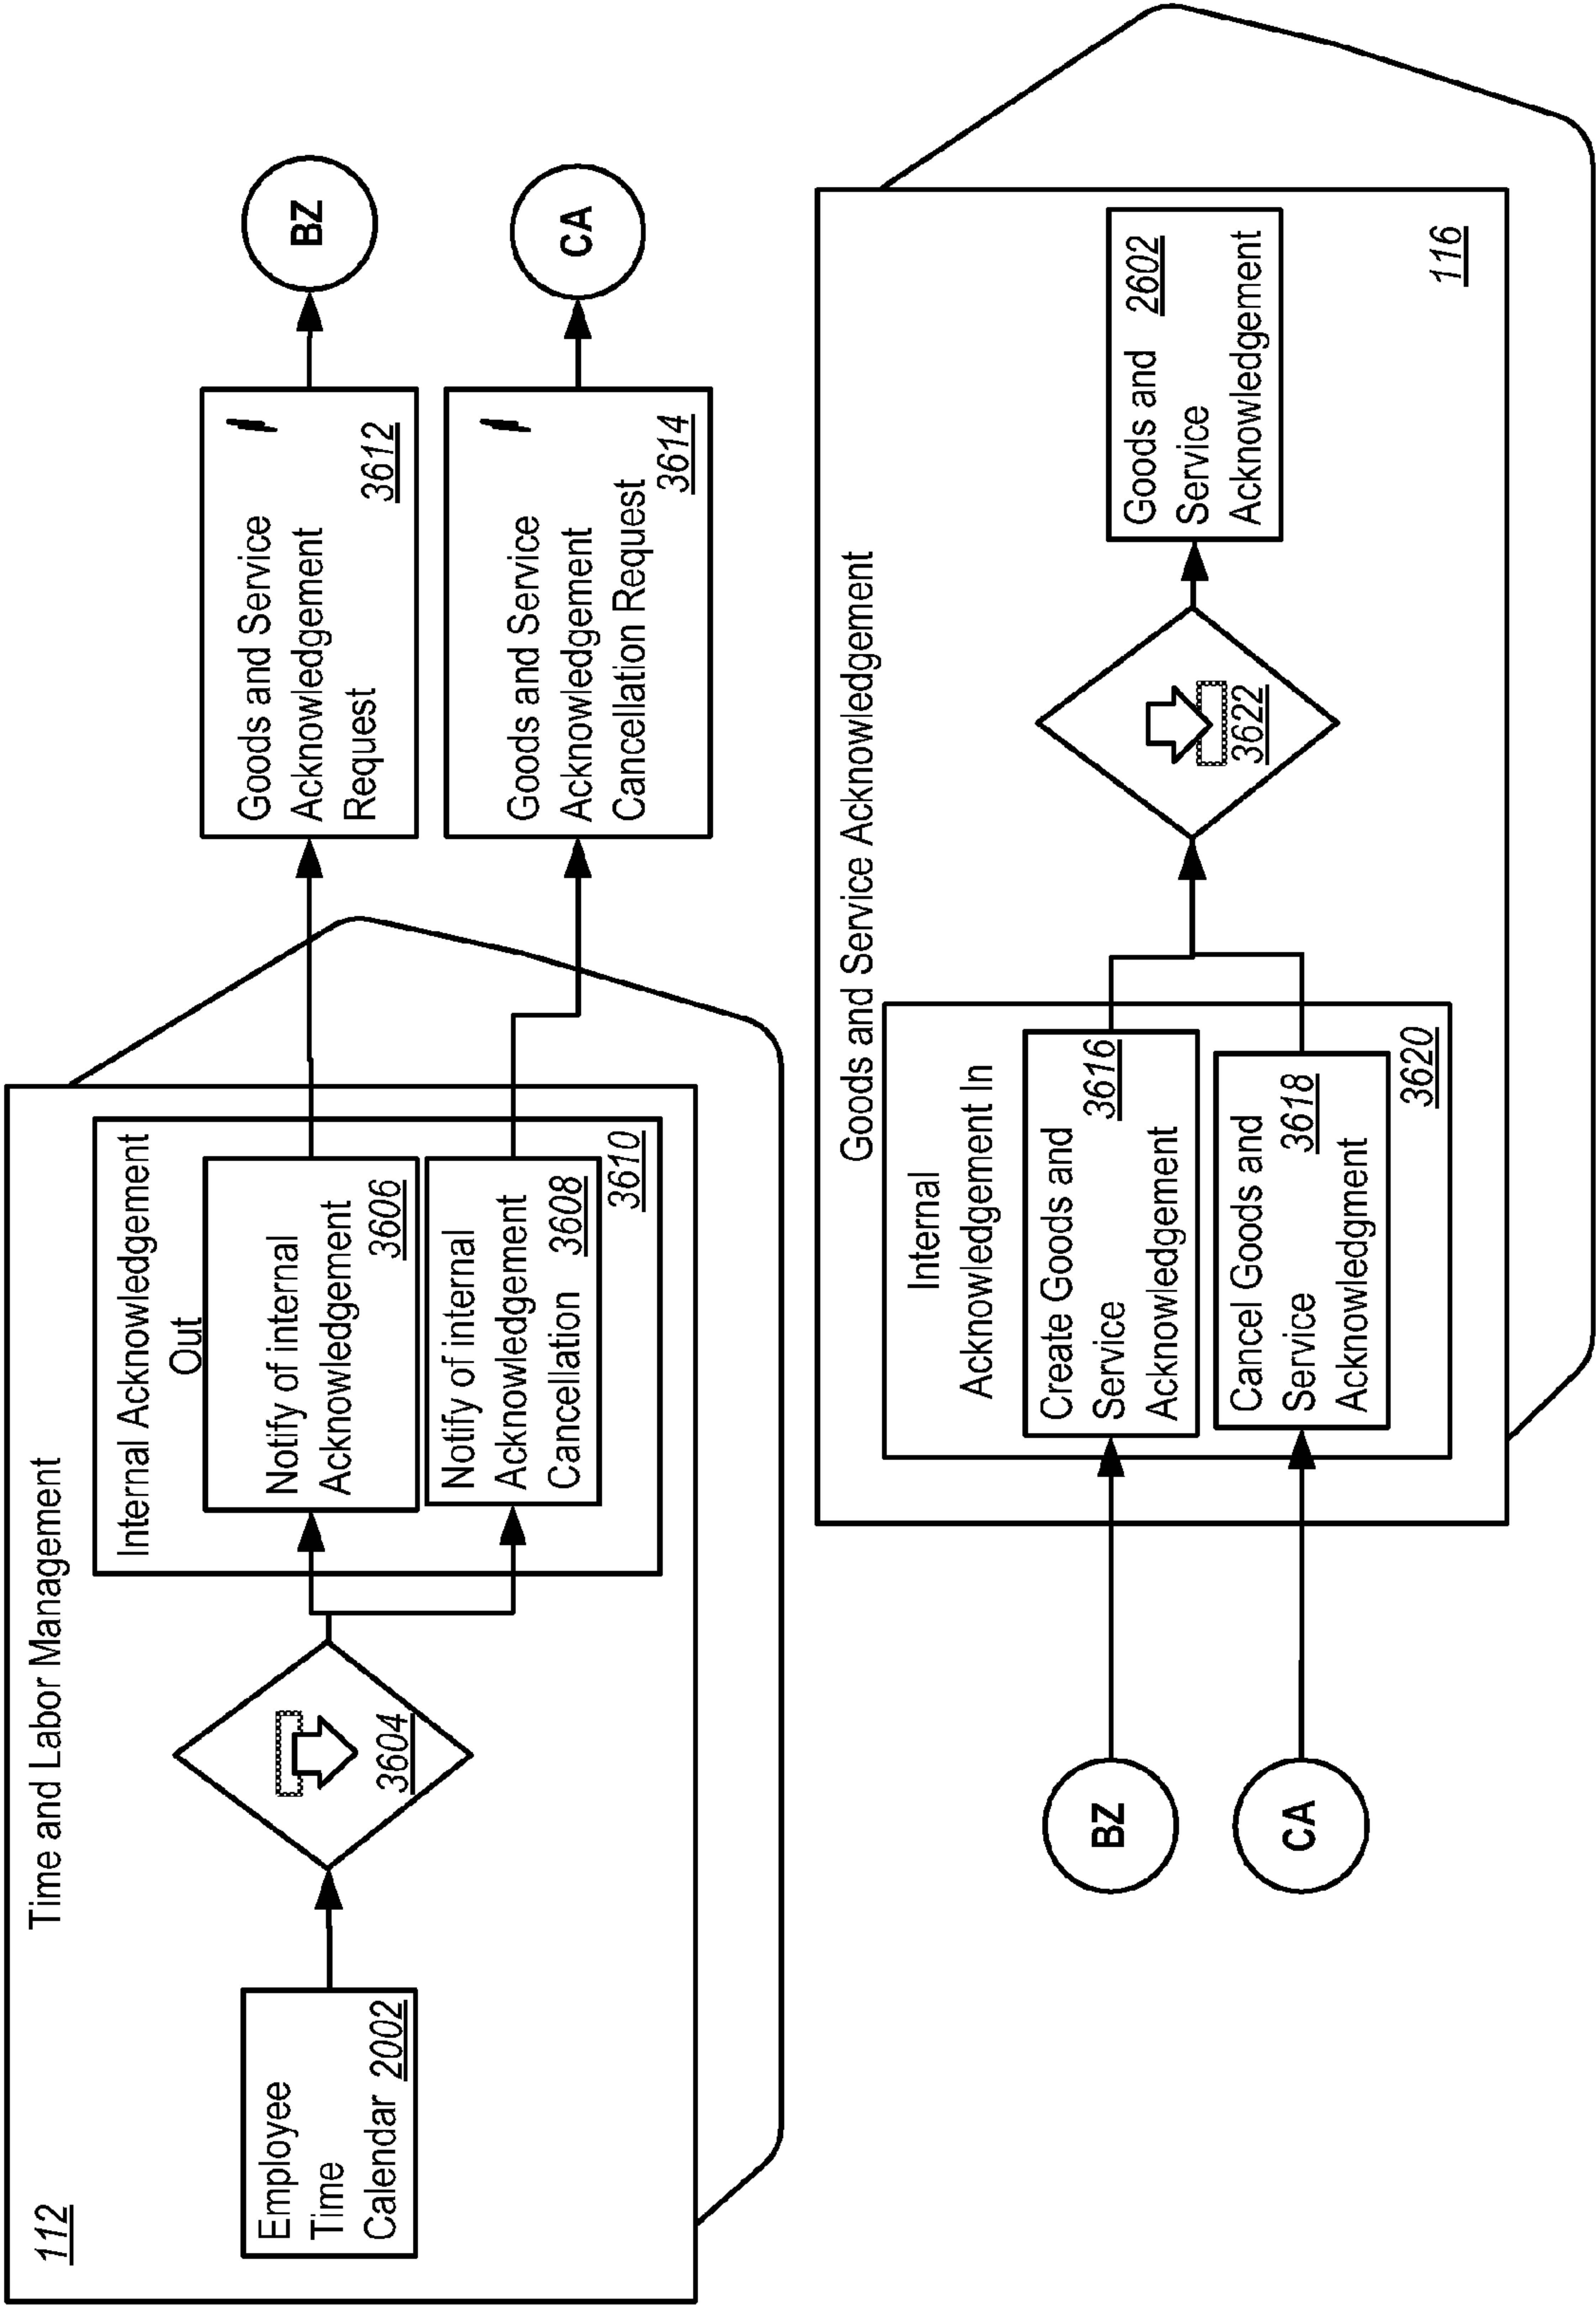 112
Time and Labor Management
Employee
Time
Calendar 2002
3604
Internal Acknowledgement
Out
Notify of internal
Acknowledgement
3606
Notify of internal
Acknowledgement
Cancellation 3608
3610
Goods and Service
Acknowledgement
Request
3612
Goods and Service
Acknowledgement
Cancellation Request
3614
BZ
CA
Goods and Service Acknowledgement
BZ
CA
Internal
Acknowledgement In
Create Goods and
Service 3616
Acknowledgement
Cancel Goods and
Service 3618
Acknowledgment
3620
3622
Goods and 2602
Service
Acknowledgement
116